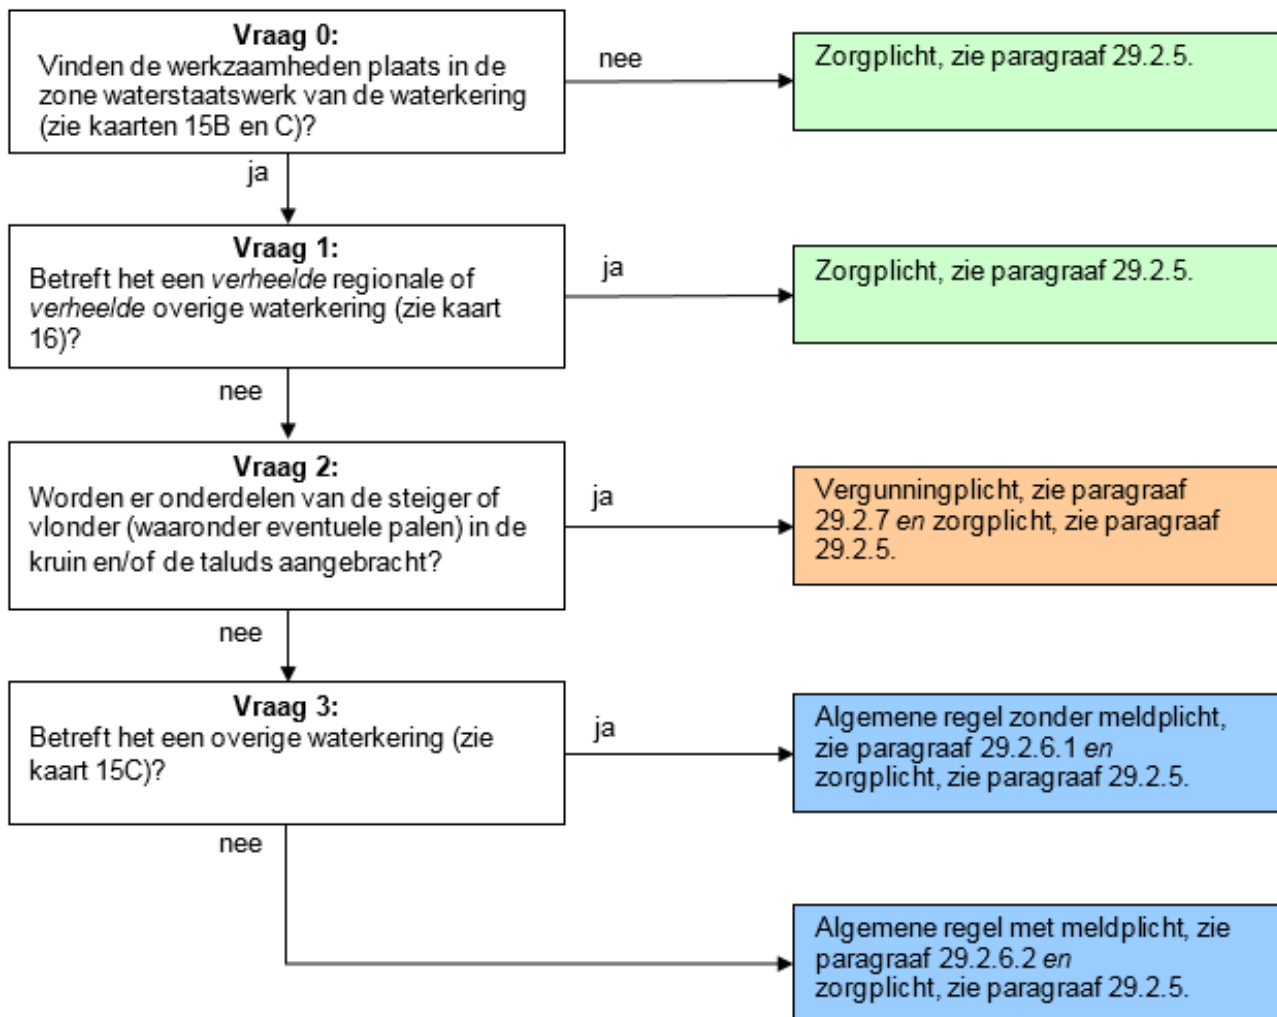 Vraag 0:
Vinden de werkzaamheden plaats in de
zone waterstaatswerk van de waterkering
(zie kaarten 15B en C)?
nee
Zorgplicht, zie paragraaf 29.2.5.
ja
Vraag 1:
Betreft het een verheelde regionale of
verheelde overige waterkering (zie kaart
16)?
ja
Zorgplicht, zie paragraaf 29.2.5.
nee
Vraag 2:
Worden er onderdelen van de steiger of
vlonder (waaronder eventuele palen) in de
kruin en/of de taluds aangebracht?
ja
Vergunningplicht, zie paragraaf
29.2.7 en zorgplicht, zie paragraaf
29.2.5.
nee
Vraag 3:
Betreft het een overige waterkering (zie
kaart 15C)?
ja
Algemene regel zonder meldplicht,
zie paragraaf 29.2.6.1 en
zorgplicht, zie paragraaf 29.2.5.
nee
Algemene regel met meldplicht, zie
paragraaf 29.2.6.2 en
zorgplicht, zie paragraaf 29.2.5.